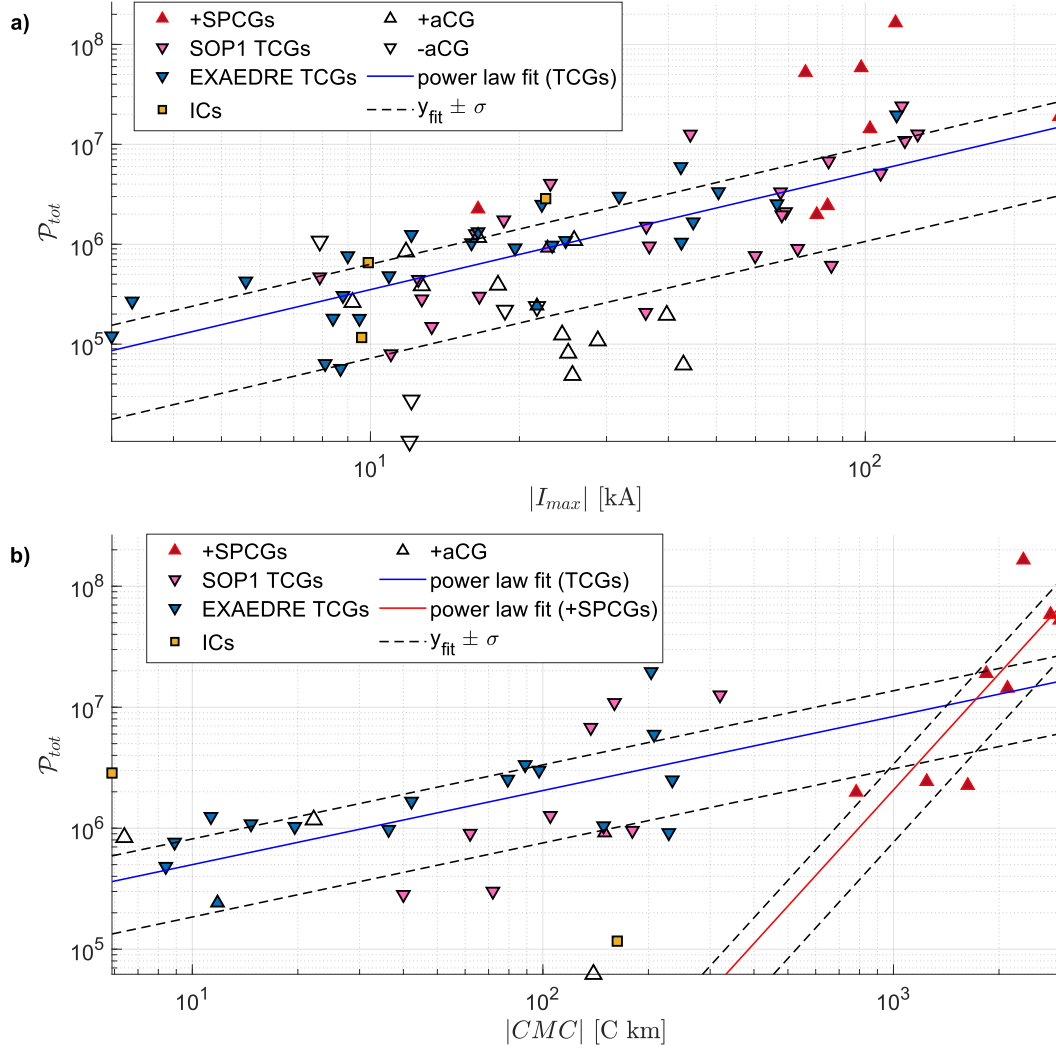 a)
+SPCGs
SOP1 TCGs
EXAEDRE TCGs
ICs
+aCG
-aCG
power law fit (TCGs)
y_fit ± σ
10^8
10^7
10^6
10^5
P_tot
10^1
10^2
|I_max| [kA]
b)
+SPCGs
SOP1 TCGs
EXAEDRE TCGs
ICs
+aCG
power law fit (TCGs)
power law fit (+SPCGs)
y_fit ± σ
10^8
10^7
10^6
10^5
P_tot
10^1
10^2
10^3
|CMC| [C km]